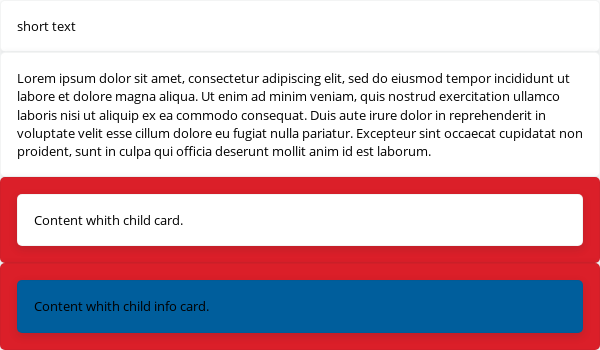 short text
Lorem ipsum dolor sit amet, consectetur adipiscing elit, sed do eiusmod tempor incididunt ut
labore et dolore magna aliqua. Ut enim ad minim veniam, quis nostrud exercitation ullamco
laboris nisi ut aliquip ex ea commodo consequat. Duis aute irure dolor in reprehenderit in
voluptate velit esse cillum dolore eu fugiat nulla pariatur. Excepteur sint occaecat cupidatat non
proident, sunt in culpa qui officia deserunt mollit anim id est laborum.
Content whith child card.
Content whith child info card.